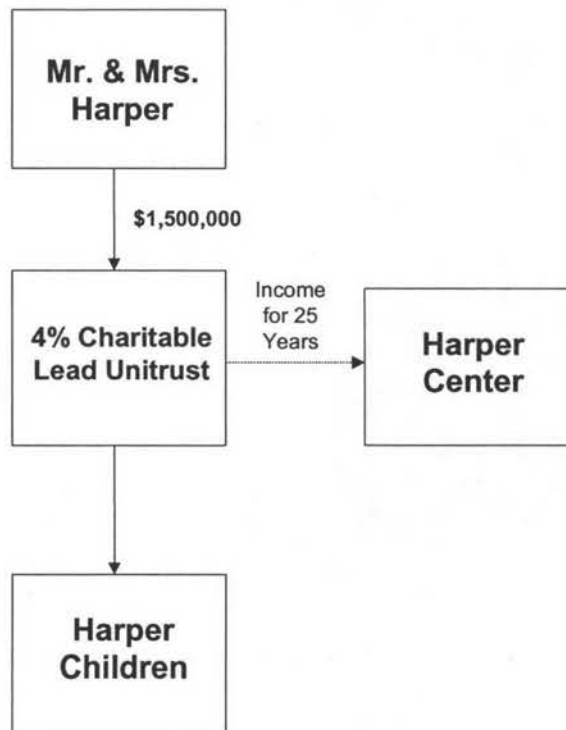 Mr. & Mrs.
Harper
$1,500,000
4% Charitable
Lead Unitrust
Income
for 25
Years
Harper
Center
Harper
Children